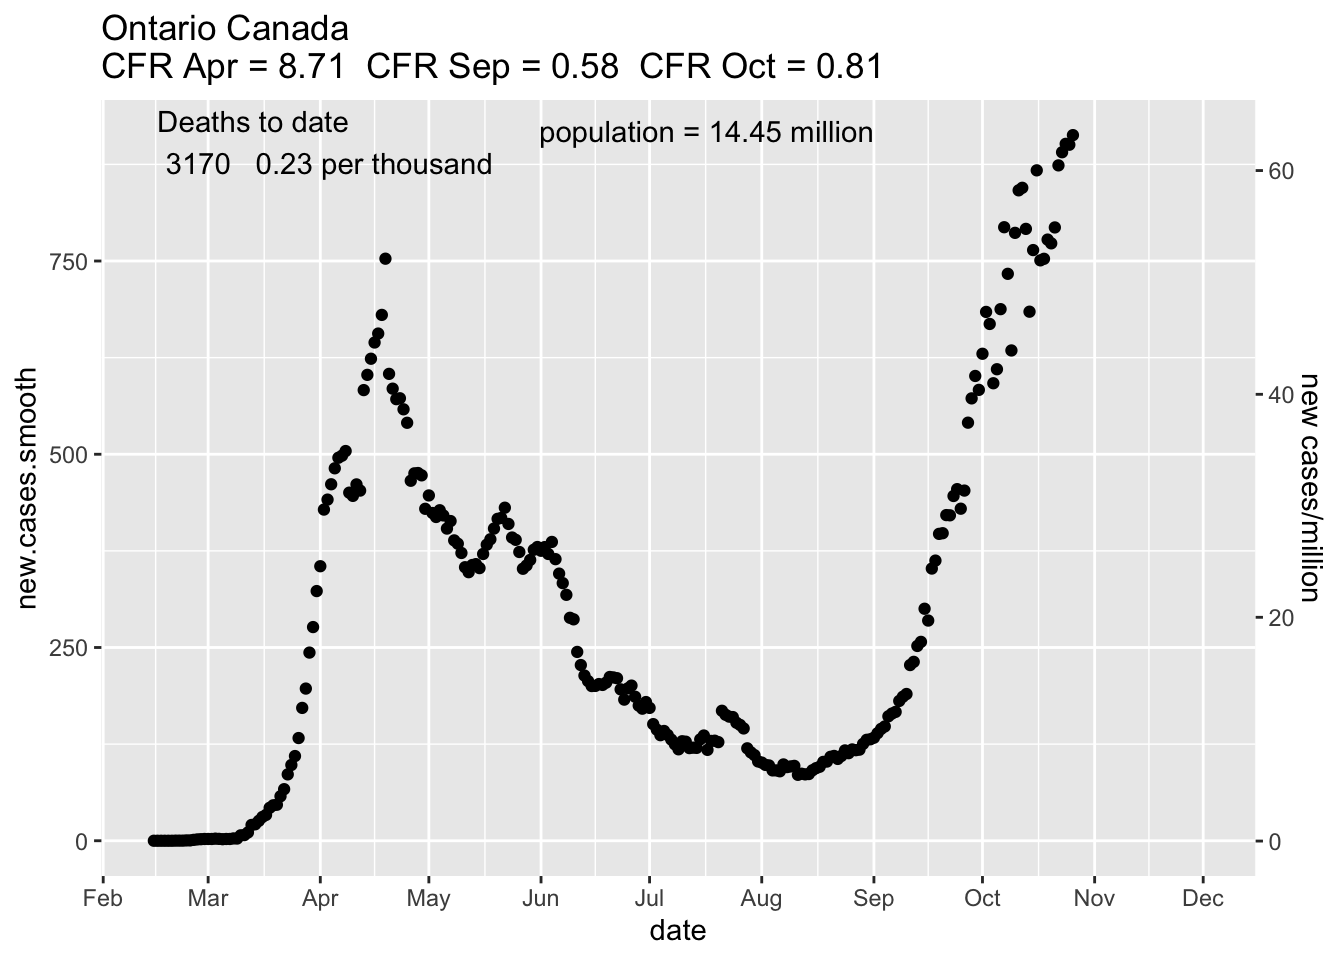 Ontario Canada
CFR Apr = 8.71  CFR Sep = 0.58  CFR Oct = 0.81
Deaths to date
3170   0.23 per thousand
population = 14.45 million
new.cases.smooth
750
500
250
0
60
40
20
0
new cases/million
Feb Mar Apr May Jun Jul Aug Sep Oct Nov Dec
date